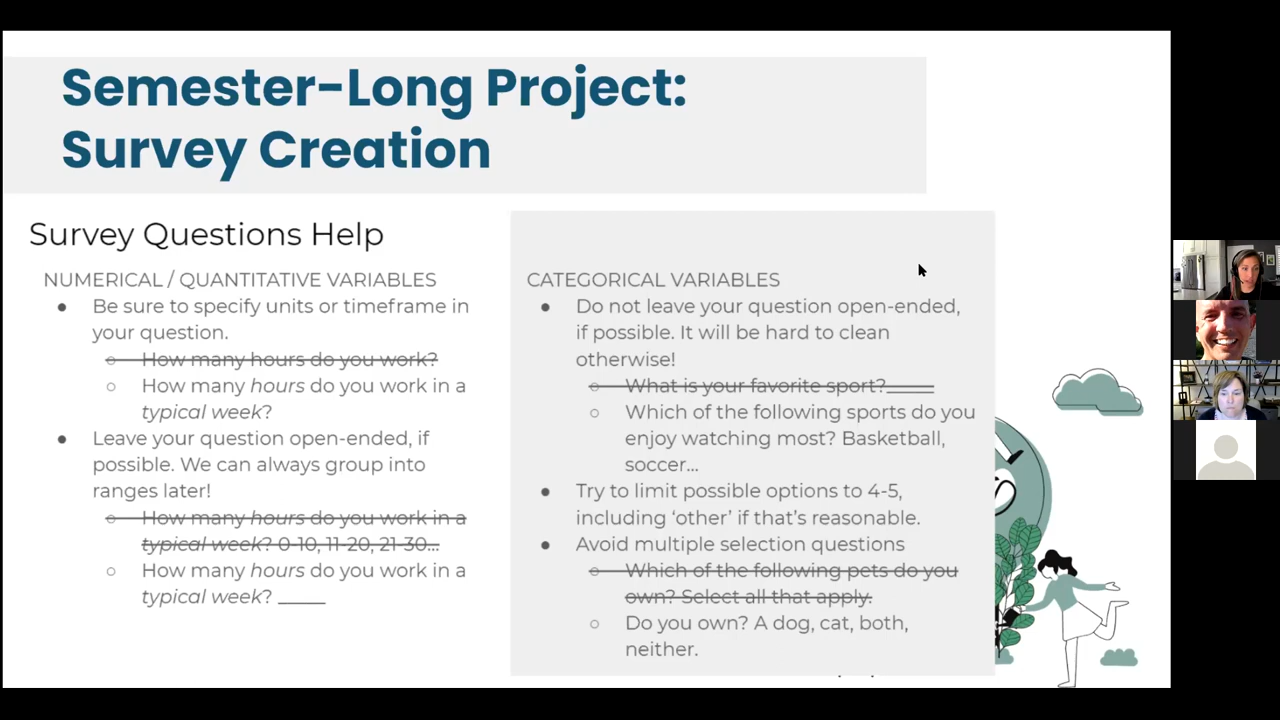 Semester-Long Project:
Survey Creation
Survey Questions Help
NUMERICAL / QUANTITATIVE VARIABLES
● Be sure to specify units or timeframe in
your question.
○ How many hours do you work?
○ How many hours do you work in a
typical week?
● Leave your question open-ended, if
possible. We can always group into
ranges later!
○ How many hours do you work in a
typical week? 0-10, 11-20, 21-30...
○ How many hours do you work in a
typical week? _____
CATEGORICAL VARIABLES
● Do not leave your question open-ended,
if possible. It will be hard to clean
otherwise!
○ What is your favorite sport?_____
○ Which of the following sports do you
enjoy watching most? Basketball,
soccer...
● Try to limit possible options to 4-5,
including ‘other’ if that’s reasonable.
● Avoid multiple selection questions
○ Which of the following pets do you
own? Select all that apply.
○ Do you own? A dog, cat, both,
neither.